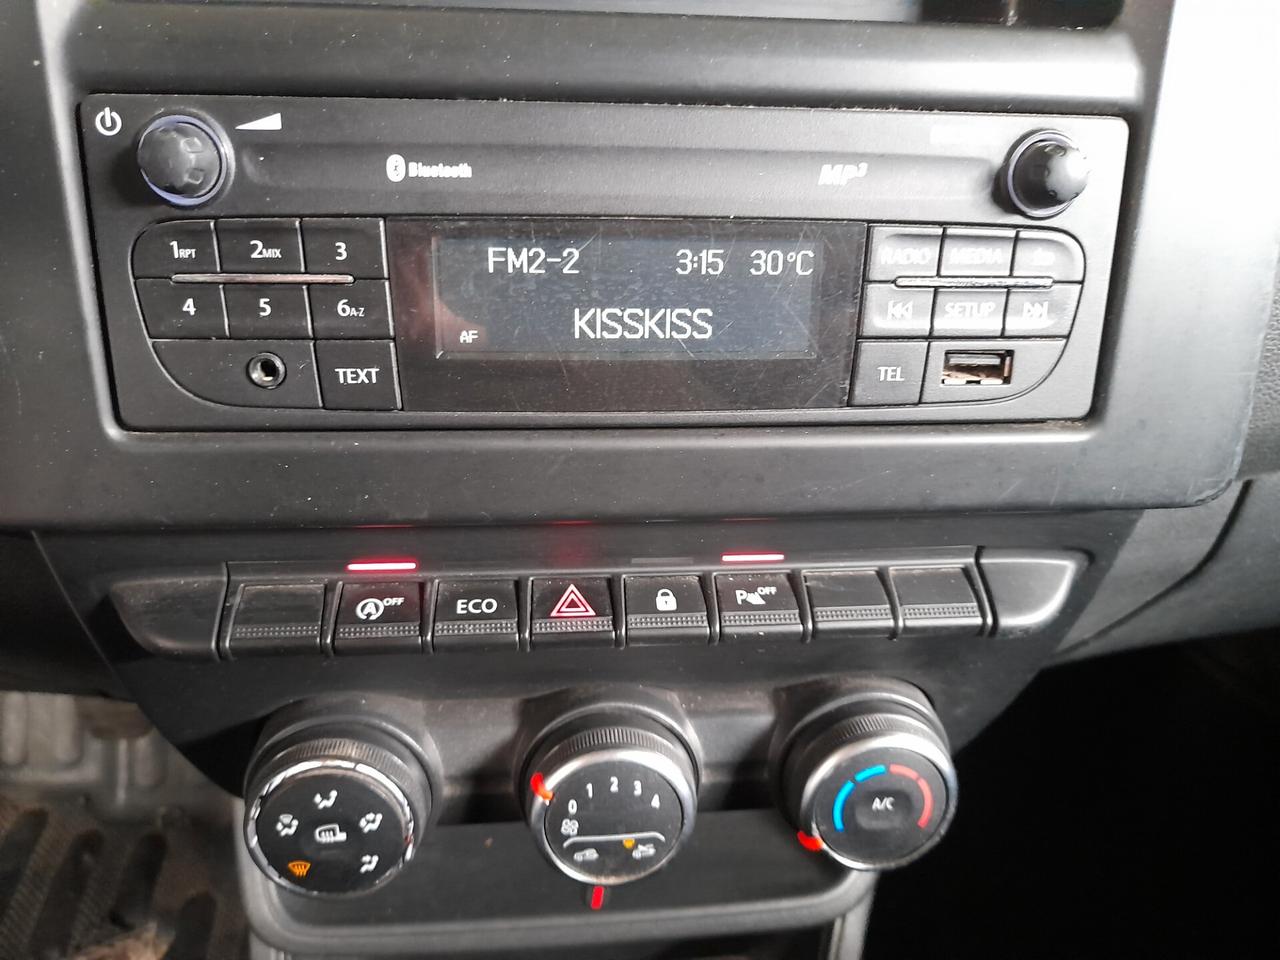 Bluetooth MP3
1RPT 2MIX 3
FM2-2 3:15 30°C
RADIO MEDIA
4 5 6A-Z
AF KISSKISS
SETUP
TEXT
TEL
A OFF ECO P OFF
0 1 2 3 4
A/C